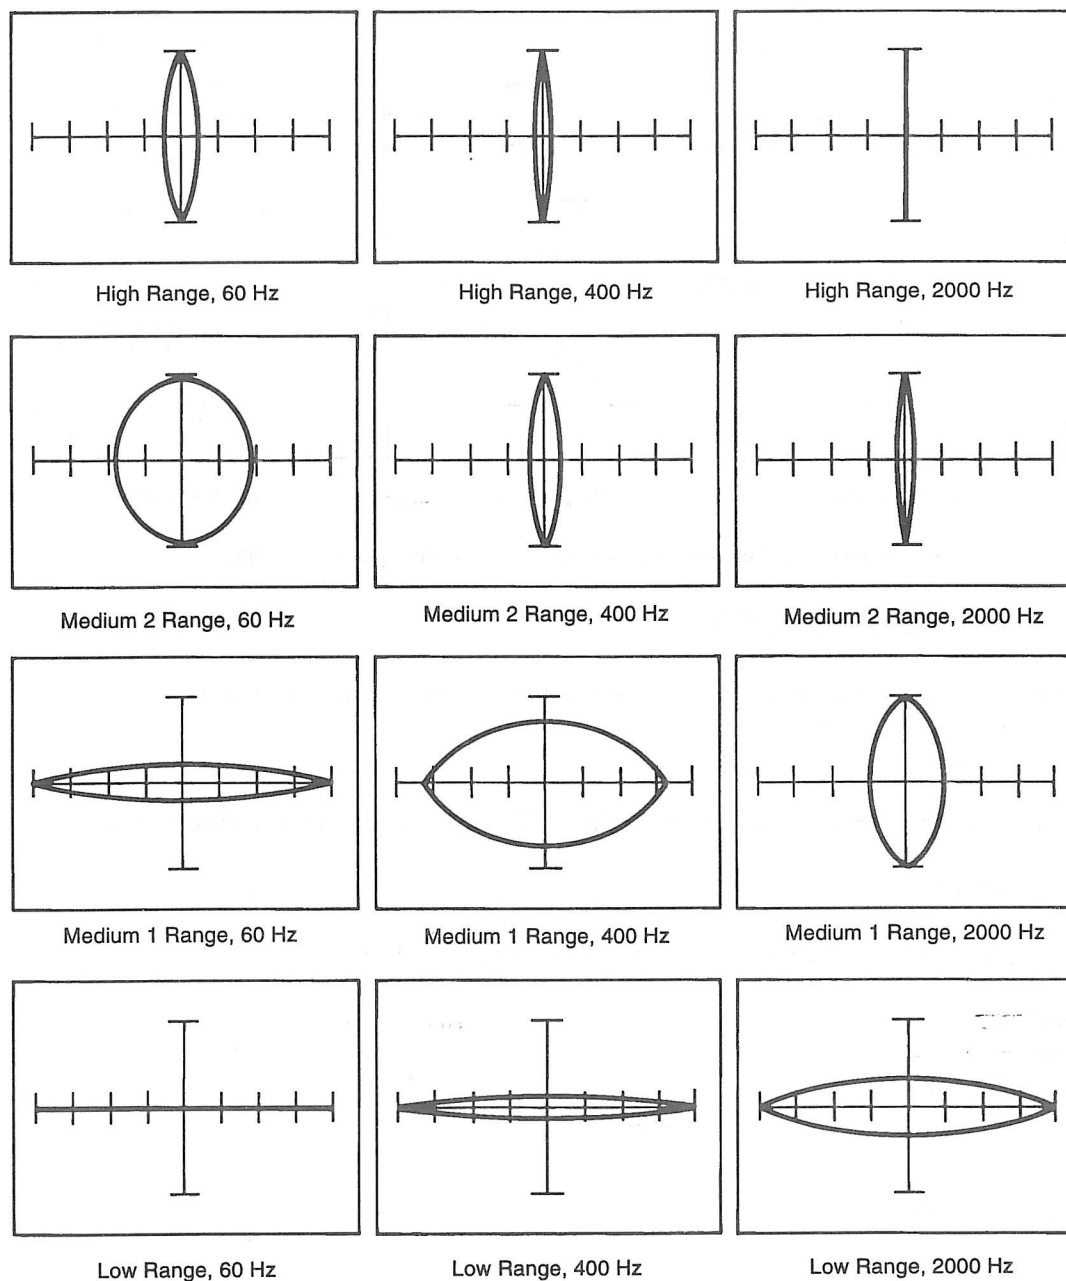 High Range, 60 Hz
High Range, 400 Hz
High Range, 2000 Hz
Medium 2 Range, 60 Hz
Medium 2 Range, 400 Hz
Medium 2 Range, 2000 Hz
Medium 1 Range, 60 Hz
Medium 1 Range, 400 Hz
Medium 1 Range, 2000 Hz
Low Range, 60 Hz
Low Range, 400 Hz
Low Range, 2000 Hz